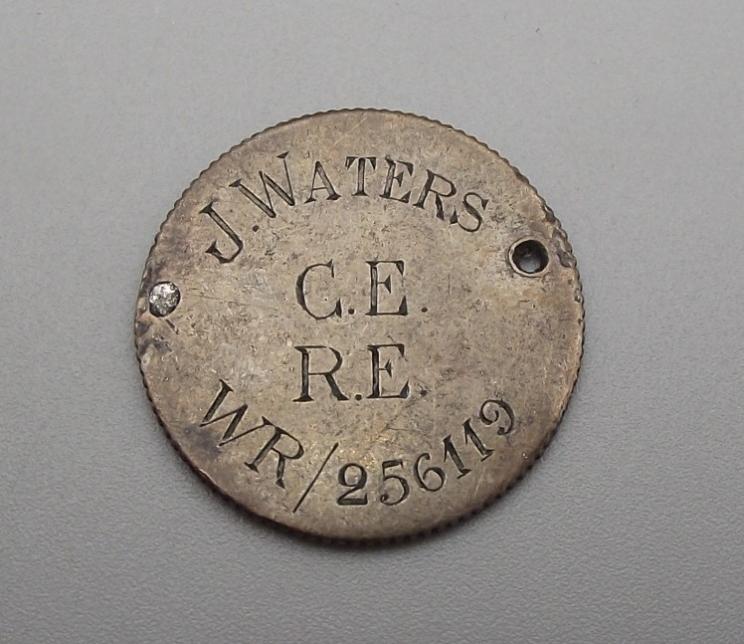 J. WATERS
C.E.
R.E.
WR/256119